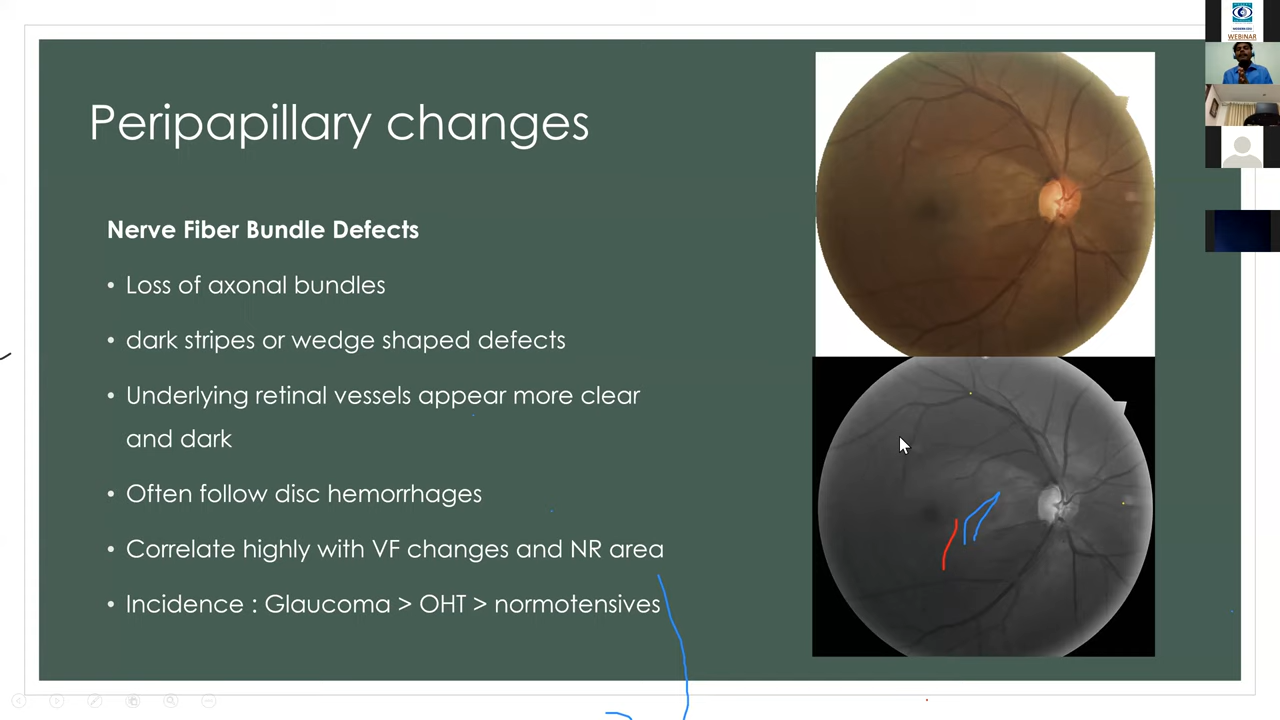 Peripapillary changes
Nerve Fiber Bundle Defects
• Loss of axonal bundles
• dark stripes or wedge shaped defects
• Underlying retinal vessels appear more clear
and dark
• Often follow disc hemorrhages
• Correlate highly with VF changes and NR area
• Incidence : Glaucoma > OHT > normotensives
WEBINAR